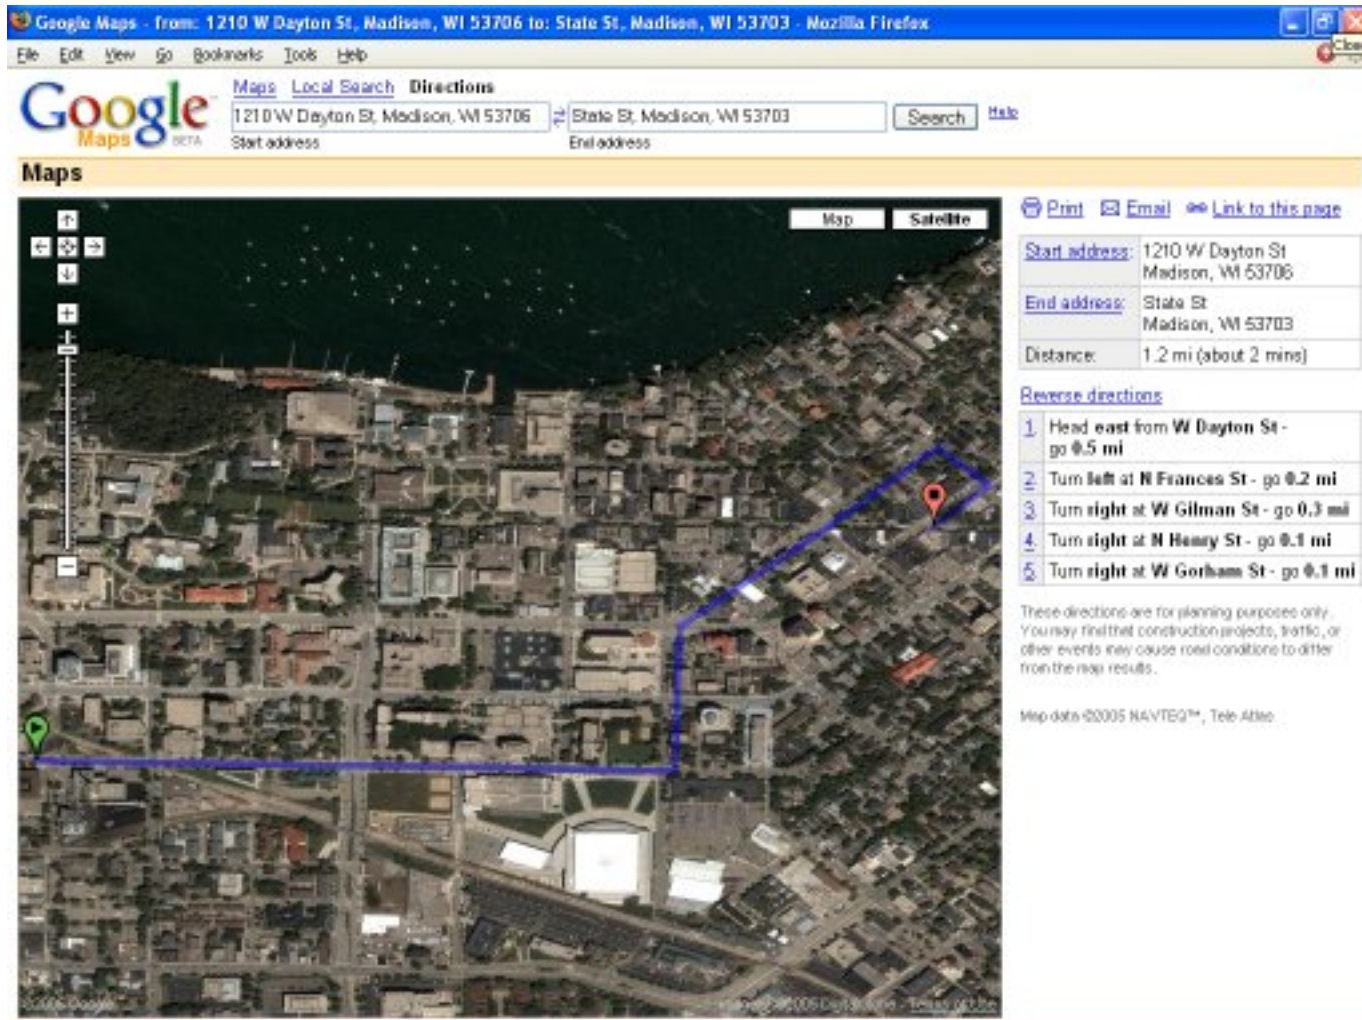 Google Maps - from: 1210 W Dayton St, Madison, WI 53706 to: State St, Madison, WI 53703 - Mozilla Firefox
Close
File Edit View Go Bookmarks Tools Help
Maps Local Search Directions
Google Maps BETA
1210 W Dayton St, Madison, WI 53706 State St, Madison, WI 53703 Search Help
Start address End address
Maps
Map Satellite
Print Email Link to this page
Start address: 1210 W Dayton St
Madison, WI 53706
End address: State St
Madison, WI 53703
Distance: 1.2 mi (about 2 mins)
Reverse directions
1. Head east from W Dayton St -
go 0.5 mi
2. Turn left at N Frances St - go 0.2 mi
3. Turn right at W Gilman St - go 0.3 mi
4. Turn right at N Henry St - go 0.1 mi
5. Turn right at W Gorham St - go 0.1 mi
These directions are for planning purposes only.
You may find that construction projects, traffic, or
other events may cause road conditions to differ
from the map results.
Map data ©2005 NAVTEQ™, Tele Atlas
©2005 Google
©2005 - Terms of Use